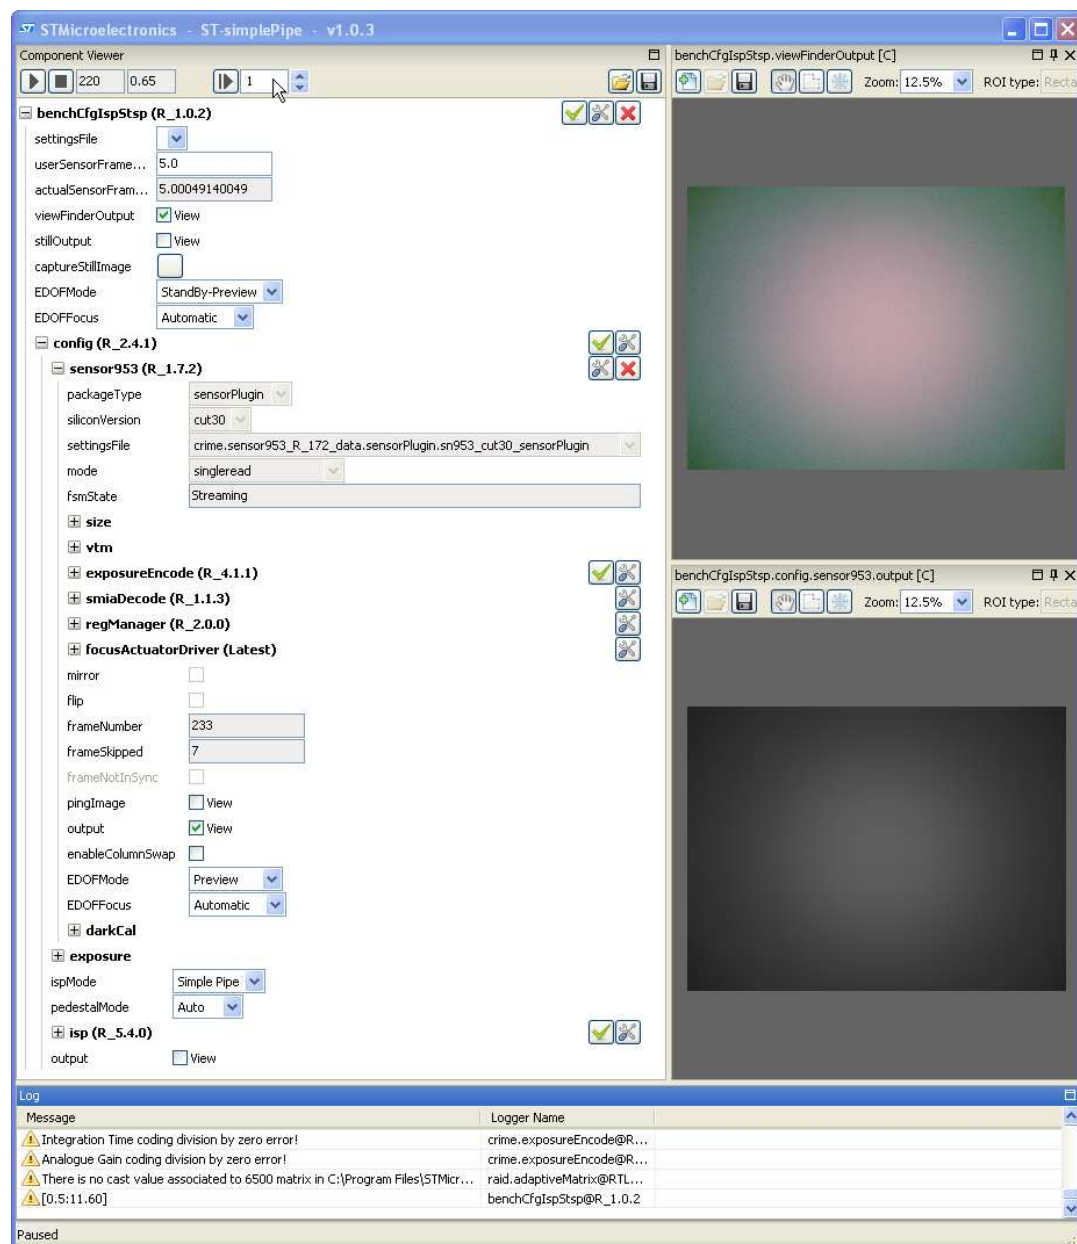 STMicroelectronics - ST-simplePipe - v1.0.3
Component Viewer
220 0.65 1
benchCfgIspStsp (R_1.0.2)
settingsFile
userSensorFrame... 5.0
actualSensorFram... 5.00049140049
viewFinderOutput View
stillOutput View
captureStillImage
EDOFMode StandBy-Preview
EDOFFocus Automatic
config (R_2.4.1)
sensor953 (R_1.7.2)
packageType sensorPlugin
siliconVersion cut30
settingsFile crime.sensor953_R_172_data.sensorPlugin.sn953_cut30_sensorPlugin
mode singleread
fsmState Streaming
size
vtm
exposureEncode (R_4.1.1)
smiaDecode (R_1.1.3)
regManager (R_2.0.0)
focusActuatorDriver (Latest)
mirror
flip
frameNumber 233
frameSkipped 7
frameNotInSync
pingImage View
output View
enableColumnSwap
EDOFMode Preview
EDOFFocus Automatic
darkCal
exposure
ispMode Simple Pipe
pedestalMode Auto
isp (R_5.4.0)
output View
benchCfgIspStsp.viewFinderOutput [C]
Zoom: 12.5% ROI type: Recta
benchCfgIspStsp.config.sensor953.output [C]
Zoom: 12.5% ROI type: Recta
Log
Message Logger Name
Integration Time coding division by zero error! crime.exposureEncode@R...
Analogue Gain coding division by zero error! crime.exposureEncode@R...
There is no cast value associated to 6500 matrix in C:\Program Files\STMicr... raid.adaptiveMatrix@RTL...
[0.5:11.60] benchCfgIspStsp@R_1.0.2
Paused